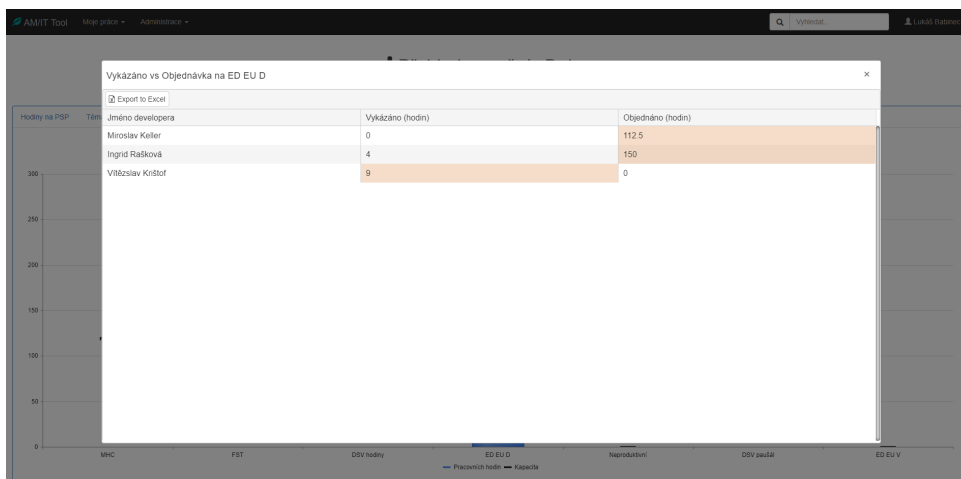 AM/IT Tool Moje práce Administrace Vyhledat... Lukáš Babinec
Vykázáno vs Objednávka na ED EU D ×
Export to Excel
Hodiny na PSP
Jméno developera Vykázáno (hodin) Objednáno (hodin)
Miroslav Keller 0 112.5
Ingrid Rašková 4 150
Vítězslav Krištof 9 0
300
250
200
150
100
50
0
MHC FST DSV hodiny ED EU D Neproduktivní DSV paušál ED EU V
Pracovních hodin Kapacita